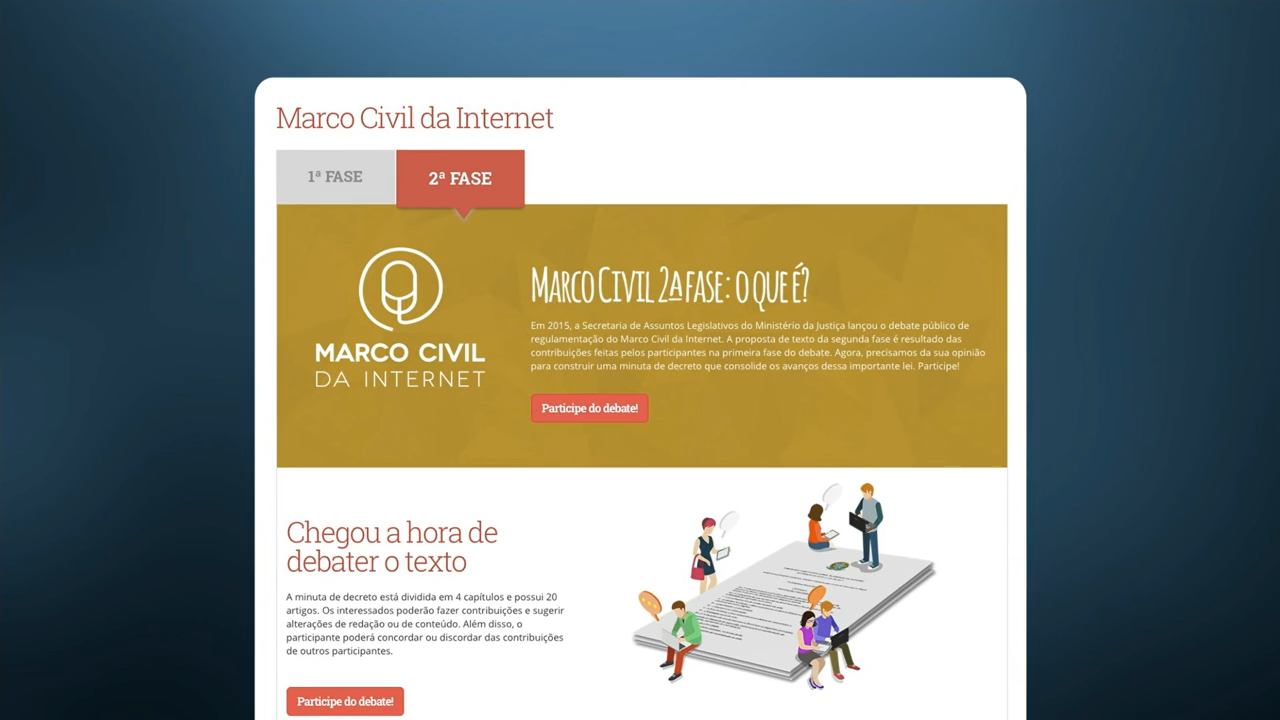 Marco Civil da Internet
1ª FASE
2ª FASE
MARCO CIVIL
DA INTERNET
MARCO CIVIL 2ª FASE: O QUE É?
Em 2015, a Secretaria de Assuntos Legislativos do Ministério da Justiça lançou o debate público de
regulamentação do Marco Civil da Internet. A proposta de texto da segunda fase é resultado das
contribuições feitas pelos participantes na primeira fase do debate. Agora, precisamos da sua opinião
para construir uma minuta de decreto que consolide os avanços dessa importante lei. Participe!
Participe do debate!
Chegou a hora de
debater o texto
A minuta de decreto está dividida em 4 capítulos e possui 20
artigos. Os interessados poderão fazer contribuições e sugerir
alterações de redação ou de conteúdo. Além disso, o
participante poderá concordar ou discordar das contribuições
de outros participantes.
Participe do debate!